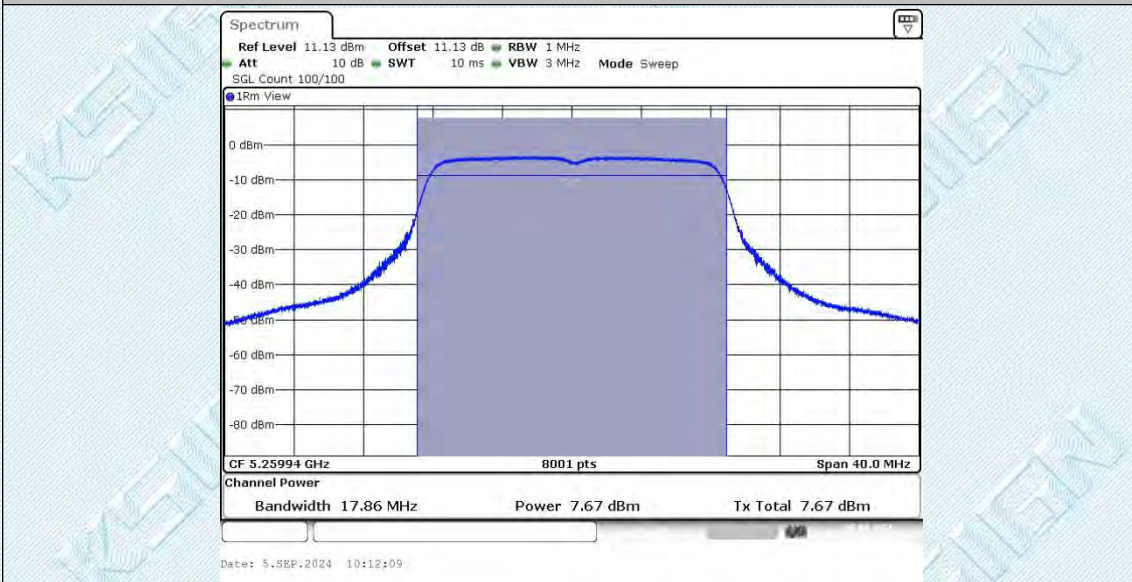 Spectrum
Ref Level 11.13 dBm Offset 11.13 dB RBW 1 MHz
Att 10 dB SWT 10 ms VBW 3 MHz Mode Sweep
SGL Count 100/100
1Rm View
0 dBm
-10 dBm
-20 dBm
-30 dBm
-40 dBm
-50 dBm
-60 dBm
-70 dBm
-80 dBm
CF 5.25994 GHz 8001 pts Span 40.0 MHz
Channel Power
Bandwidth 17.86 MHz Power 7.67 dBm Tx Total 7.67 dBm
Date: 5.SEP.2024 10:12:09